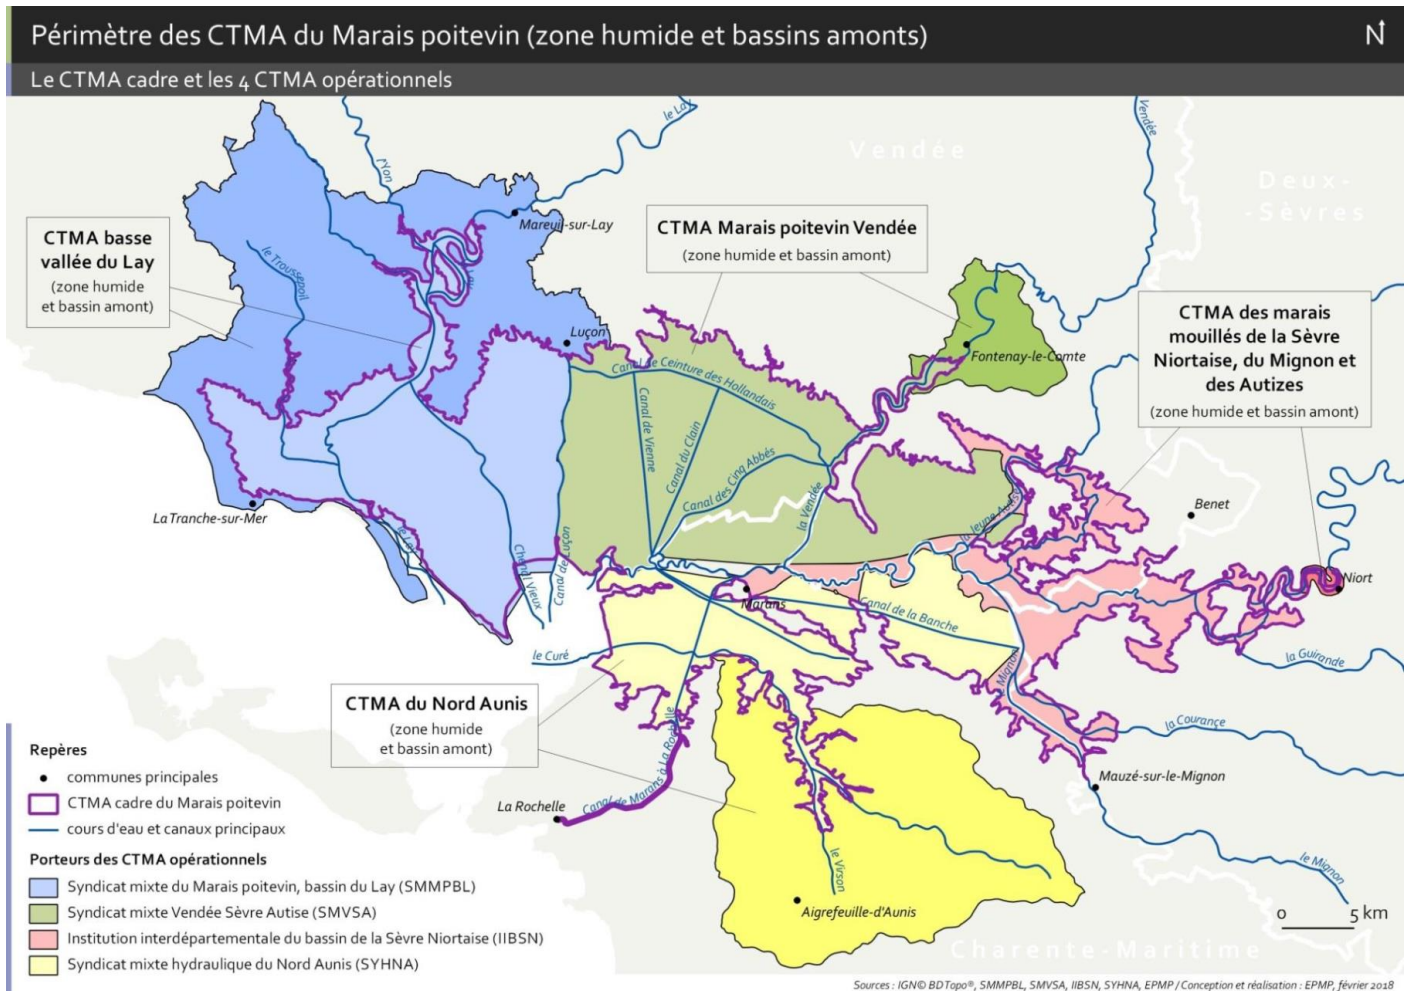 Périmètre des CTMA du Marais poitevin (zone humide et bassins amonts)
N
Le CTMA cadre et les 4 CTMA opérationnels
le Lay
Vendée
l'Yon
Vendée
Deux-
-Sèvres
Mareuil-sur-Lay
CTMA basse
vallée du Lay
(zone humide
et bassin amont)
le Troussepoil
Lay
CTMA Marais poitevin Vendée
(zone humide et bassin amont)
CTMA des marais
mouillés de la Sèvre
Niortaise, du Mignon et
des Autizes
(zone humide et bassin amont)
Luçon
Fontenay-le-Comte
Canal de Ceinture des Hollandais
Canal de Vienne
Canal du Clain
Canal des Cinq Abbés
la Vendée
la Jeune Autise
Benet
La Tranche-sur-Mer
le Lay
Chenal Vieux
Canal de Luçon
Niort
Marans
Canal de la Banche
le Curé
le Mignon
la Guirande
CTMA du Nord Aunis
(zone humide
et bassin amont)
la Courançe
Canal de Marans à La Rochelle
Mauzé-sur-le-Mignon
La Rochelle
le Virson
le Mignon
Aigrefeuille-d'Aunis
Charente-Maritime
0 5 km
Repères
communes principales
CTMA cadre du Marais poitevin
cours d'eau et canaux principaux
Porteurs des CTMA opérationnels
Syndicat mixte du Marais poitevin, bassin du Lay (SMMPBL)
Syndicat mixte Vendée Sèvre Autise (SMVSA)
Institution interdépartementale du bassin de la Sèvre Niortaise (IIBSN)
Syndicat mixte hydraulique du Nord Aunis (SYHNA)
Sources : IGN© BDTopo®, SMMPBL, SMVSA, IIBSN, SYHNA, EPMP / Conception et réalisation : EPMP, février 2018